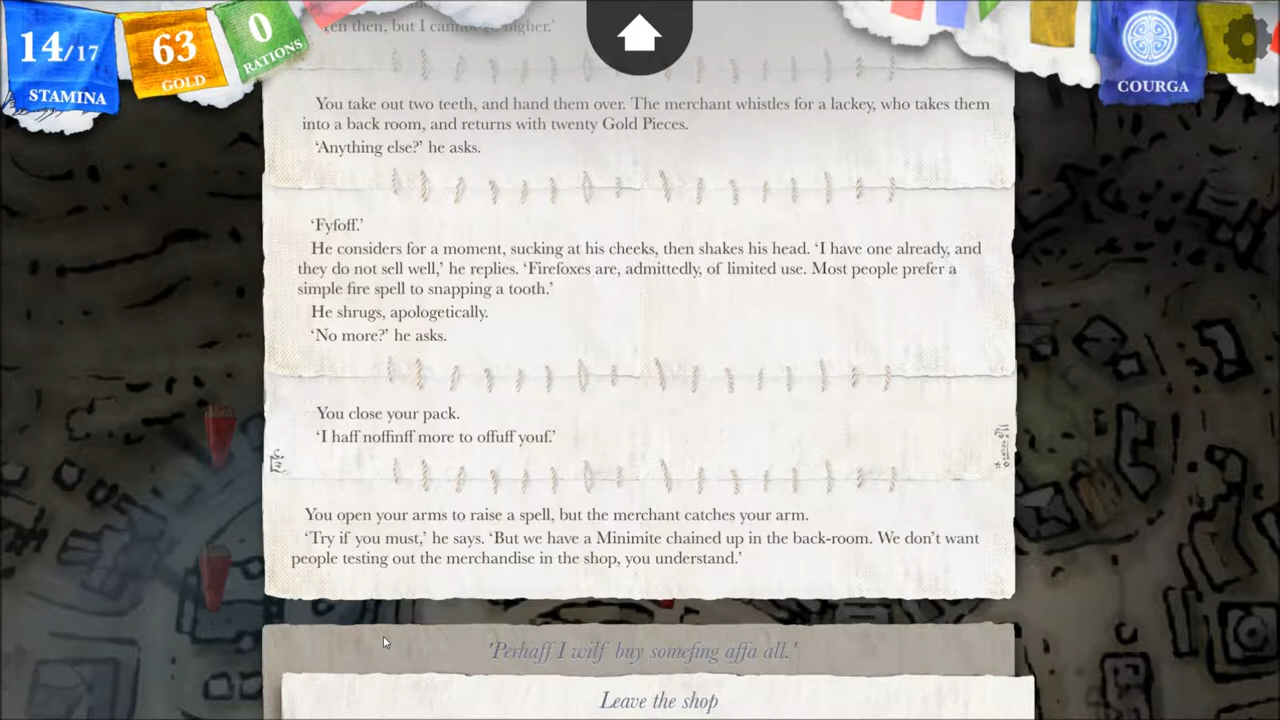 14/17
STAMINA
63
GOLD
0
RATIONS
COURGA
Ten then, but I cannot go higher.’
You take out two teeth, and hand them over. The merchant whistles for a lackey, who takes them
into a back room, and returns with twenty Gold Pieces.
‘Anything else?’ he asks.
‘Fyfoff.’
He considers for a moment, sucking at his cheeks, then shakes his head. ‘I have one already, and
they do not sell well,’ he replies. ‘Firefoxes are, admittedly, of limited use. Most people prefer a
simple fire spell to snapping a tooth.’
He shrugs, apologetically.
‘No more?’ he asks.
You close your pack.
‘I haff noffinff more to offuff youf.’
You open your arms to raise a spell, but the merchant catches your arm.
‘Try if you must,’ he says. ‘But we have a Minimite chained up in the back-room. We don’t want
people testing out the merchandise in the shop, you understand.’
'Perhaff I wilf buy somefing affa all.'
Leave the shop